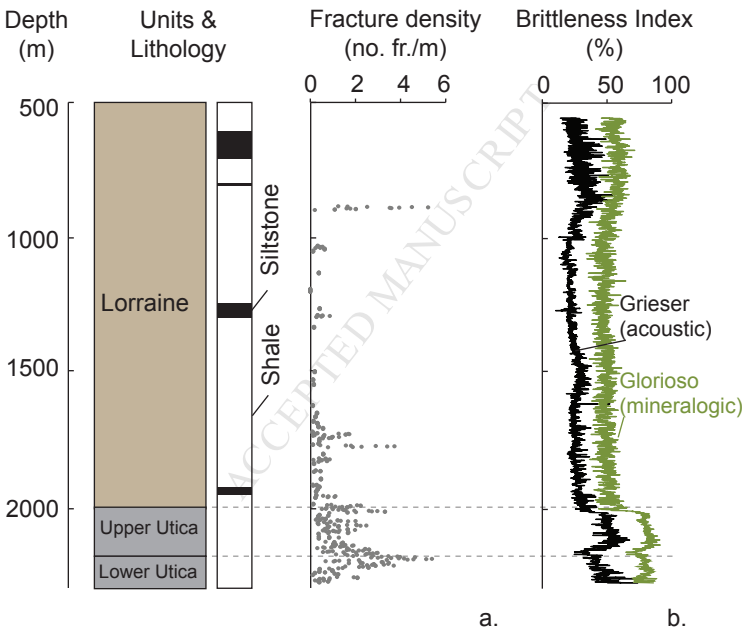 Depth
(m)
Units &
Lithology
Fracture density
(no. fr./m)
Brittleness Index
(%)
0 2 4 6
0 50 100
500
1000
1500
2000
Lorraine
Upper Utica
Lower Utica
Siltstone
Shale
ACCEPTED MANUSCRIPT
Grieser
(acoustic)
Glorioso
(mineralogic)
a.
b.